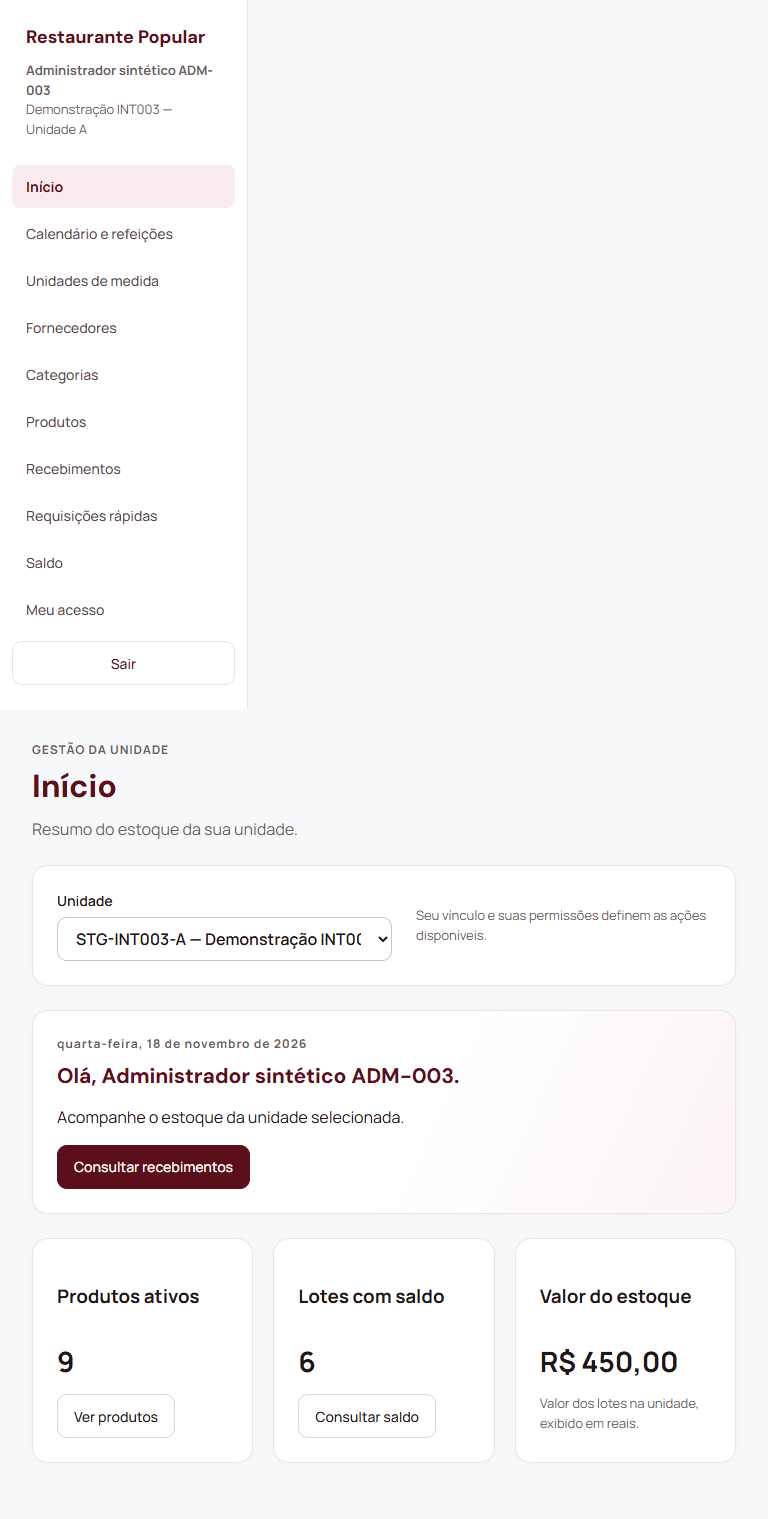 Restaurante Popular
Administrador sintético ADM-
003
Demonstração INT003 —
Unidade A
Início
Calendário e refeições
Unidades de medida
Fornecedores
Categorias
Produtos
Recebimentos
Requisições rápidas
Saldo
Meu acesso
Sair
GESTÃO DA UNIDADE
Início
Resumo do estoque da sua unidade.
Unidade
STG-INT003-A — Demonstração INT00
Seu vínculo e suas permissões definem as ações
disponíveis.
quarta-feira, 18 de novembro de 2026
Olá, Administrador sintético ADM-003.
Acompanhe o estoque da unidade selecionada.
Consultar recebimentos
Produtos ativos
9
Ver produtos
Lotes com saldo
6
Consultar saldo
Valor do estoque
R$ 450,00
Valor dos lotes na unidade,
exibido em reais.